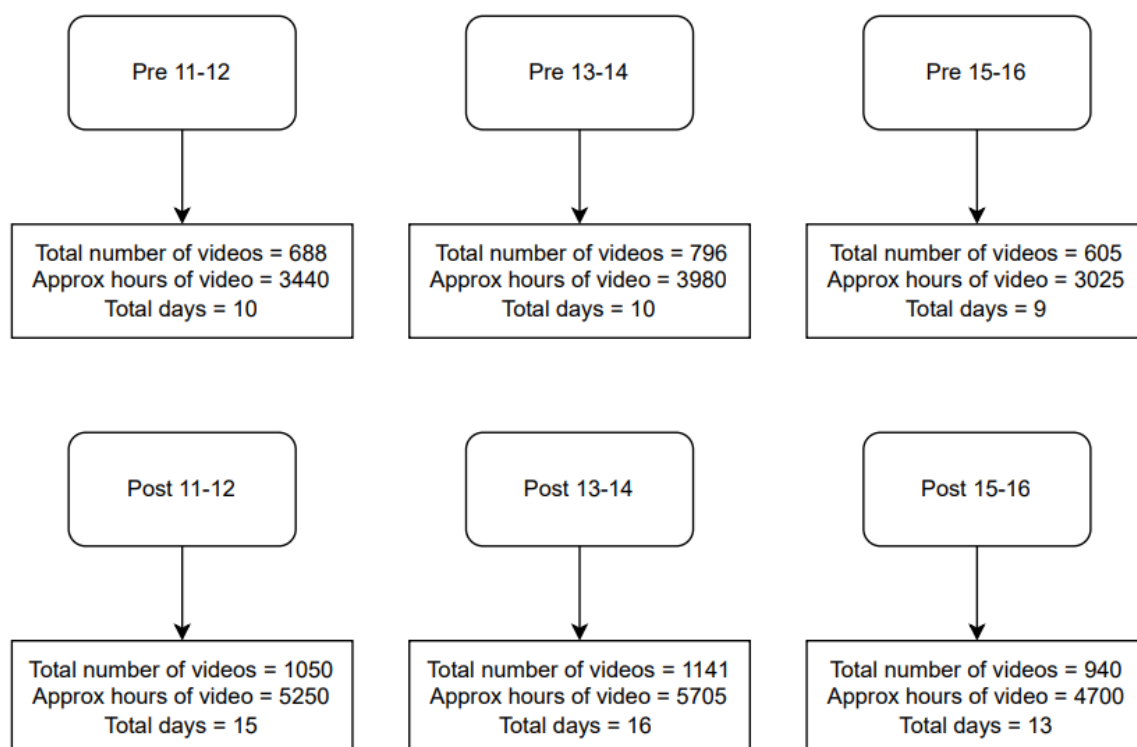 Pre 11-12
Pre 13-14
Pre 15-16
Total number of videos = 688
Approx hours of video = 3440
Total days = 10
Total number of videos = 796
Approx hours of video = 3980
Total days = 10
Total number of videos = 605
Approx hours of video = 3025
Total days = 9
Post 11-12
Post 13-14
Post 15-16
Total number of videos = 1050
Approx hours of video = 5250
Total days = 15
Total number of videos = 1141
Approx hours of video = 5705
Total days = 16
Total number of videos = 940
Approx hours of video = 4700
Total days = 13